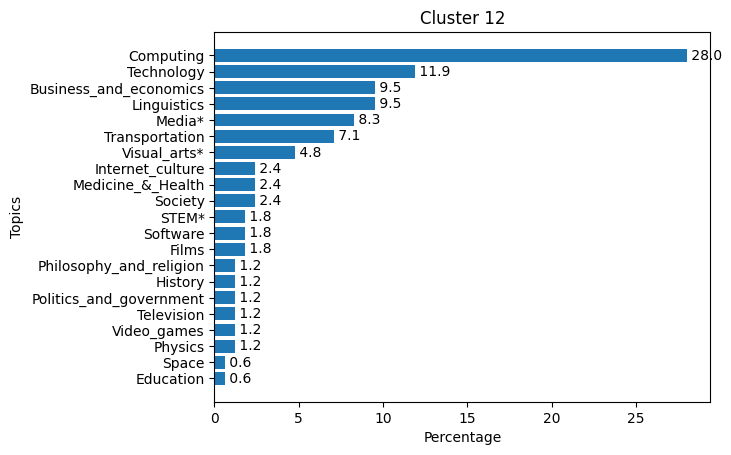 Cluster 12
Topics
Computing 28.0
Technology 11.9
Business_and_economics 9.5
Linguistics 9.5
Media* 8.3
Transportation 7.1
Visual_arts* 4.8
Internet_culture 2.4
Medicine_&_Health 2.4
Society 2.4
STEM* 1.8
Software 1.8
Films 1.8
Philosophy_and_religion 1.2
History 1.2
Politics_and_government 1.2
Television 1.2
Video_games 1.2
Physics 1.2
Space 0.6
Education 0.6
0 5 10 15 20 25
Percentage